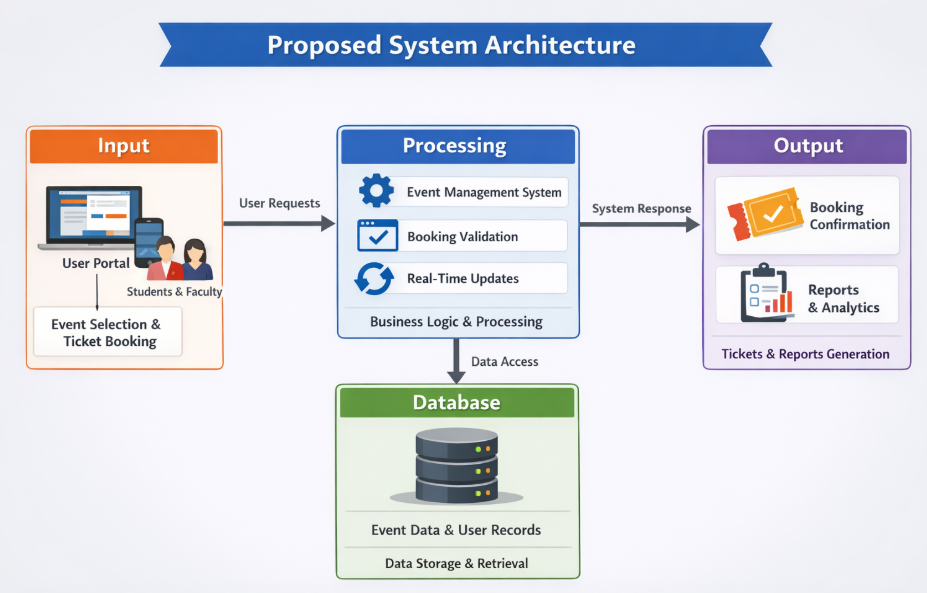 Proposed System Architecture
Input
User Portal
Students & Faculty
Event Selection &
Ticket Booking
User Requests
Processing
Event Management System
Booking Validation
Real-Time Updates
Business Logic & Processing
System Response
Output
Booking
Confirmation
Reports
& Analytics
Tickets & Reports Generation
Data Access
Database
Event Data & User Records
Data Storage & Retrieval